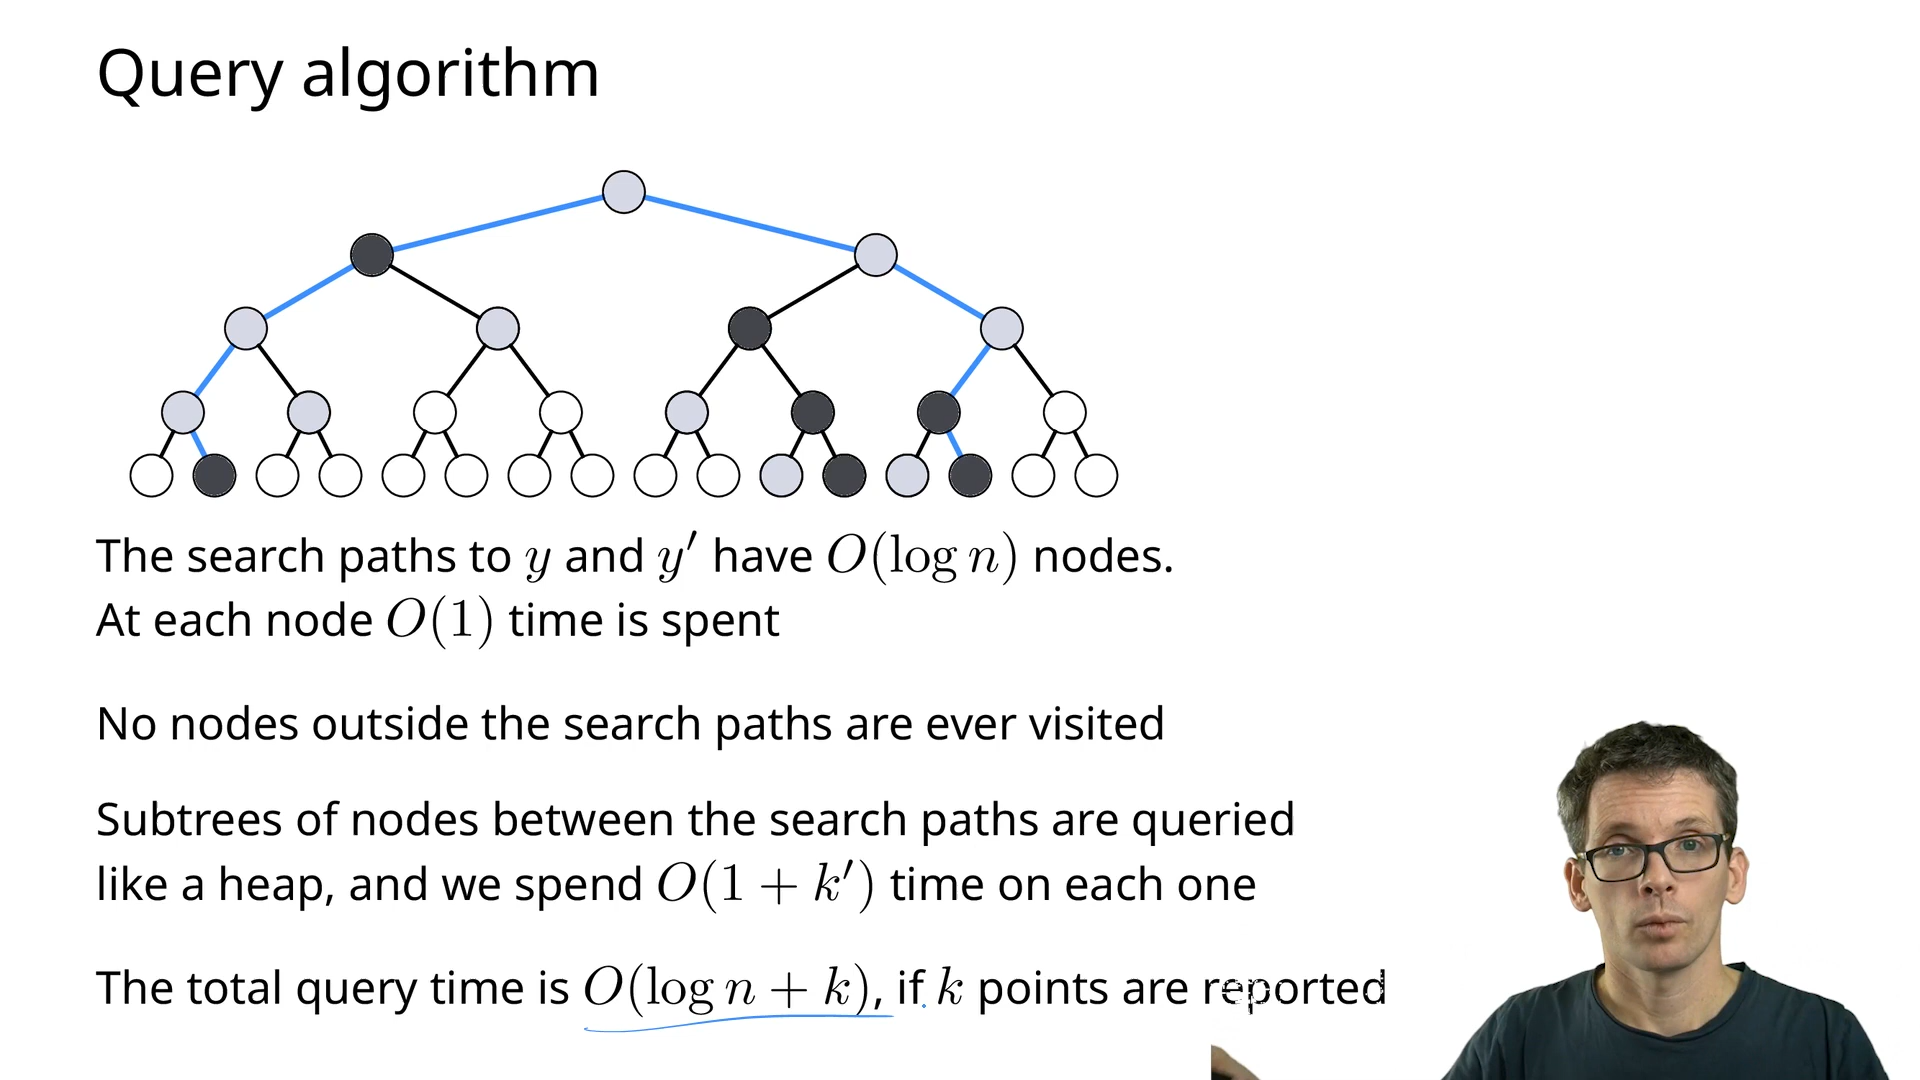 Query algorithm
The search paths to y and y′ have O(log n) nodes.
At each node O(1) time is spent
No nodes outside the search paths are ever visited
Subtrees of nodes between the search paths are queried
like a heap, and we spend O(1 + k′) time on each one
The total query time is O(log n + k), if k points are reported